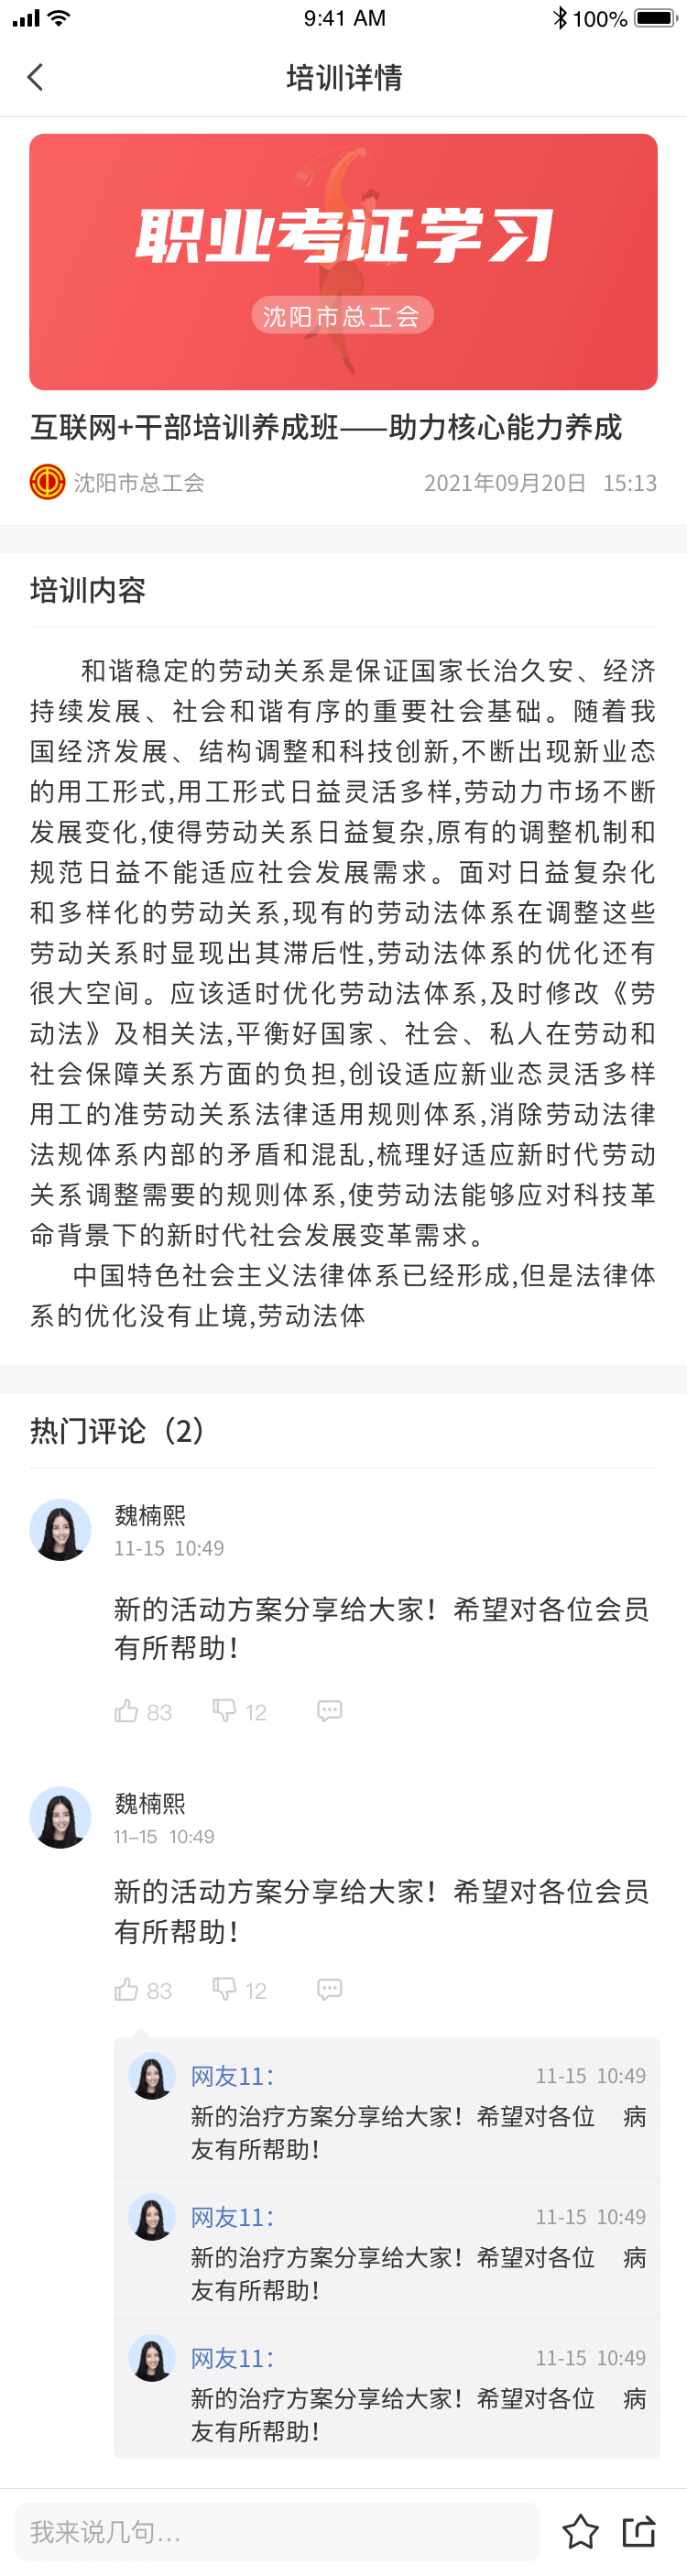 9:41 AM 100%
培训详情
职业考证学习
沈阳市总工会
互联网+干部培训养成班——助力核心能力养成
沈阳市总工会 2021年09月20日 15:13
培训内容
和谐稳定的劳动关系是保证国家长治久安、经济
持续发展、社会和谐有序的重要社会基础。随着我
国经济发展、结构调整和科技创新,不断出现新业态
的用工形式,用工形式日益灵活多样,劳动力市场不断
发展变化,使得劳动关系日益复杂,原有的调整机制和
规范日益不能适应社会发展需求。面对日益复杂化
和多样化的劳动关系,现有的劳动法体系在调整这些
劳动关系时显现出其滞后性,劳动法体系的优化还有
很大空间。应该适时优化劳动法体系,及时修改《劳
动法》及相关法,平衡好国家、社会、私人在劳动和
社会保障关系方面的负担,创设适应新业态灵活多样
用工的准劳动关系法律适用规则体系,消除劳动法律
法规体系内部的矛盾和混乱,梳理好适应新时代劳动
关系调整需要的规则体系,使劳动法能够应对科技革
命背景下的新时代社会发展变革需求。
中国特色社会主义法律体系已经形成,但是法律体
系的优化没有止境,劳动法体
热门评论（2）
魏楠熙
11-15 10:49
新的活动方案分享给大家！希望对各位会员
有所帮助！
83 12
魏楠熙
11-15 10:49
新的活动方案分享给大家！希望对各位会员
有所帮助！
83 12
网友11： 11-15 10:49
新的治疗方案分享给大家！希望对各位 病
友有所帮助！
网友11： 11-15 10:49
新的治疗方案分享给大家！希望对各位 病
友有所帮助！
网友11： 11-15 10:49
新的治疗方案分享给大家！希望对各位 病
友有所帮助！
我来说几句...